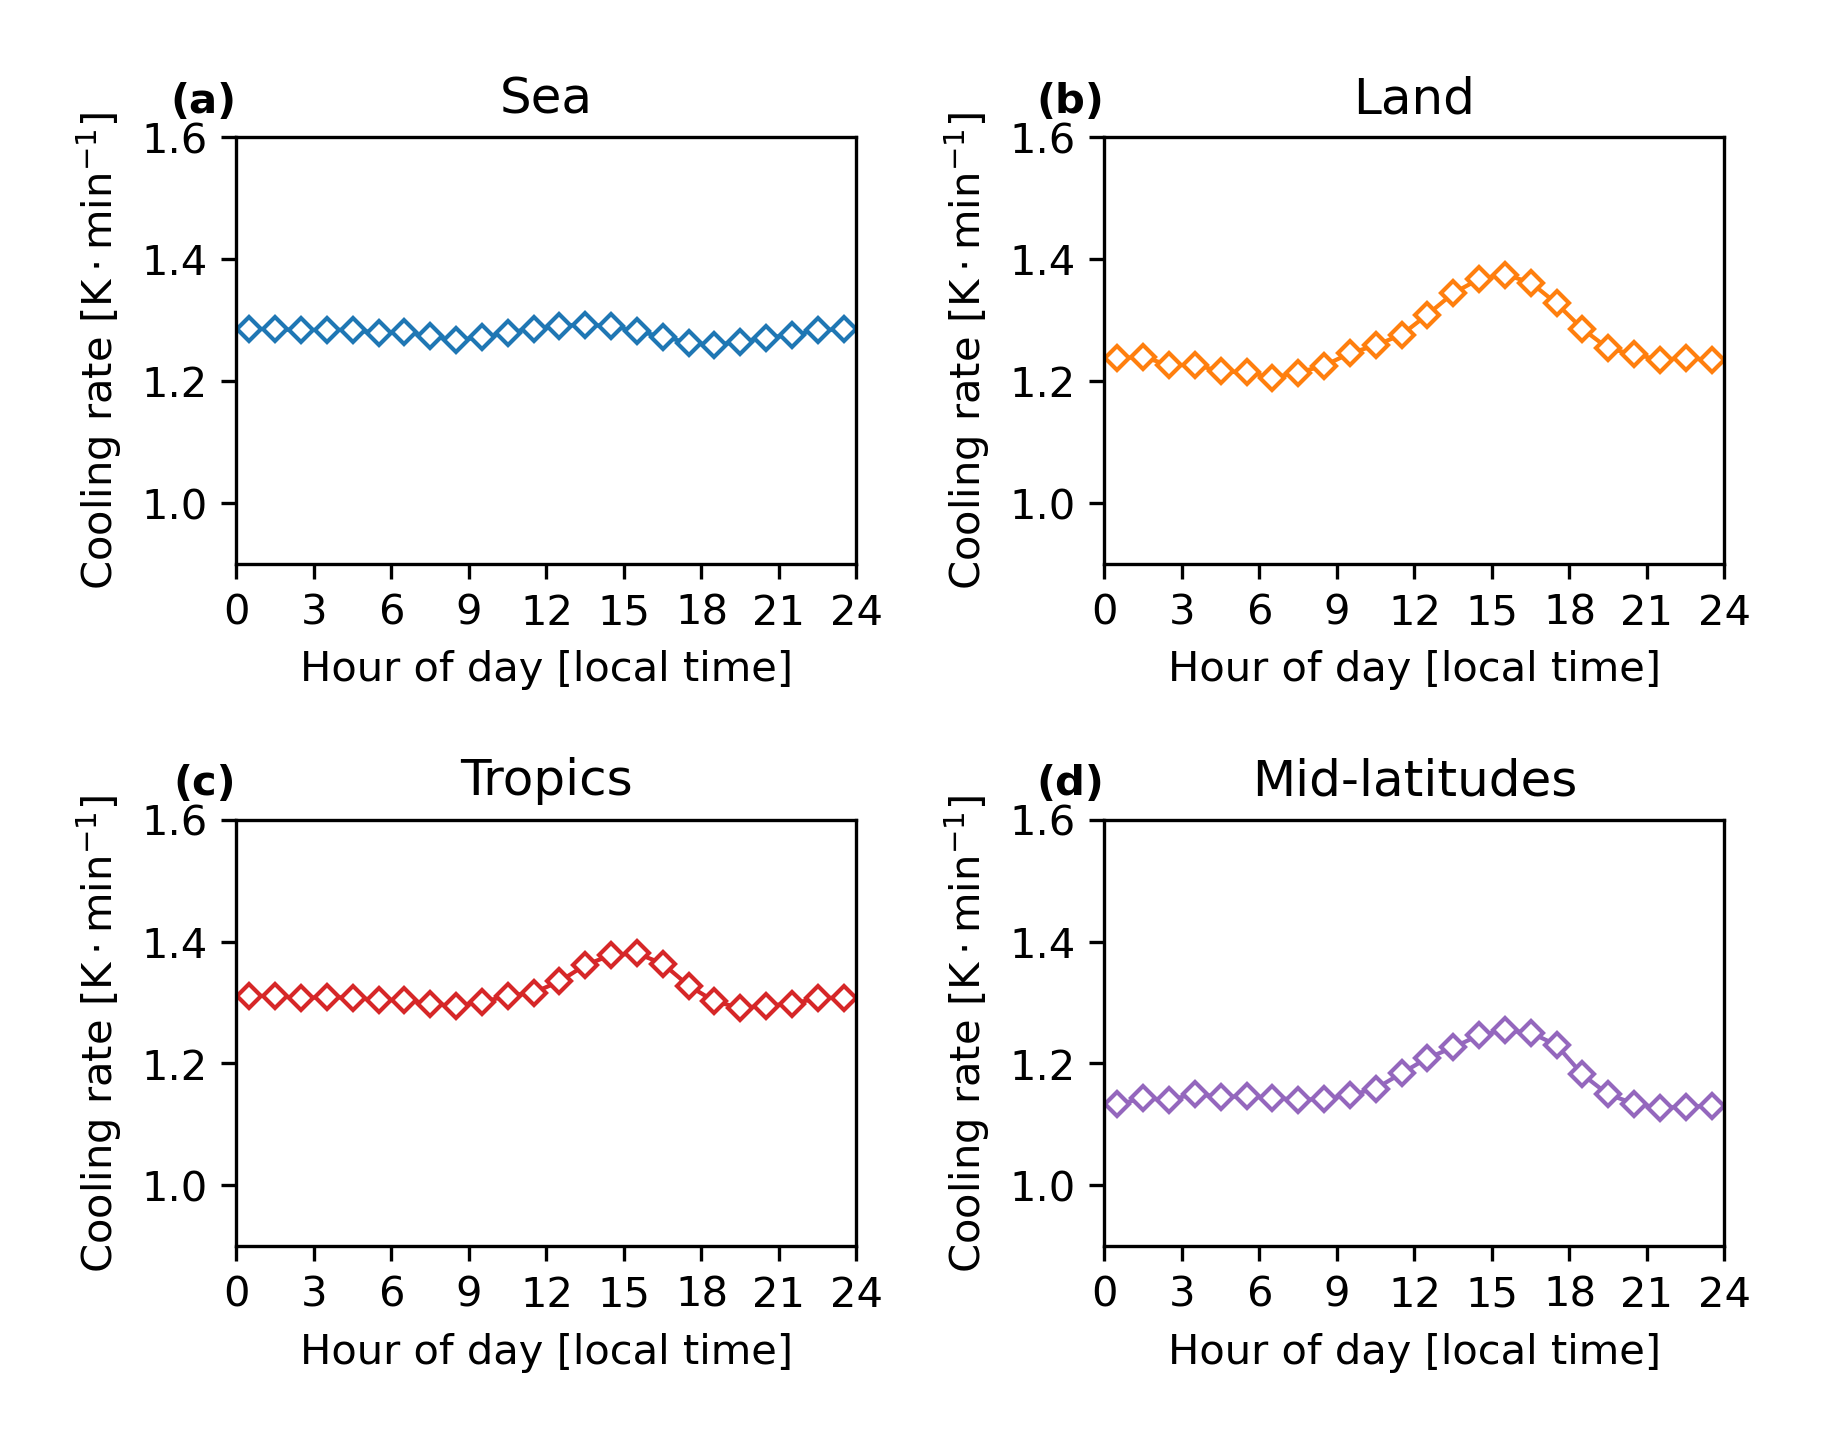 (a) Sea
Cooling rate [K · min⁻¹]
1.6
1.4
1.2
1.0
0 3 6 9 12 15 18 21 24
Hour of day [local time]
(b) Land
Cooling rate [K · min⁻¹]
1.6
1.4
1.2
1.0
0 3 6 9 12 15 18 21 24
Hour of day [local time]
(c) Tropics
Cooling rate [K · min⁻¹]
1.6
1.4
1.2
1.0
0 3 6 9 12 15 18 21 24
Hour of day [local time]
(d) Mid-latitudes
Cooling rate [K · min⁻¹]
1.6
1.4
1.2
1.0
0 3 6 9 12 15 18 21 24
Hour of day [local time]